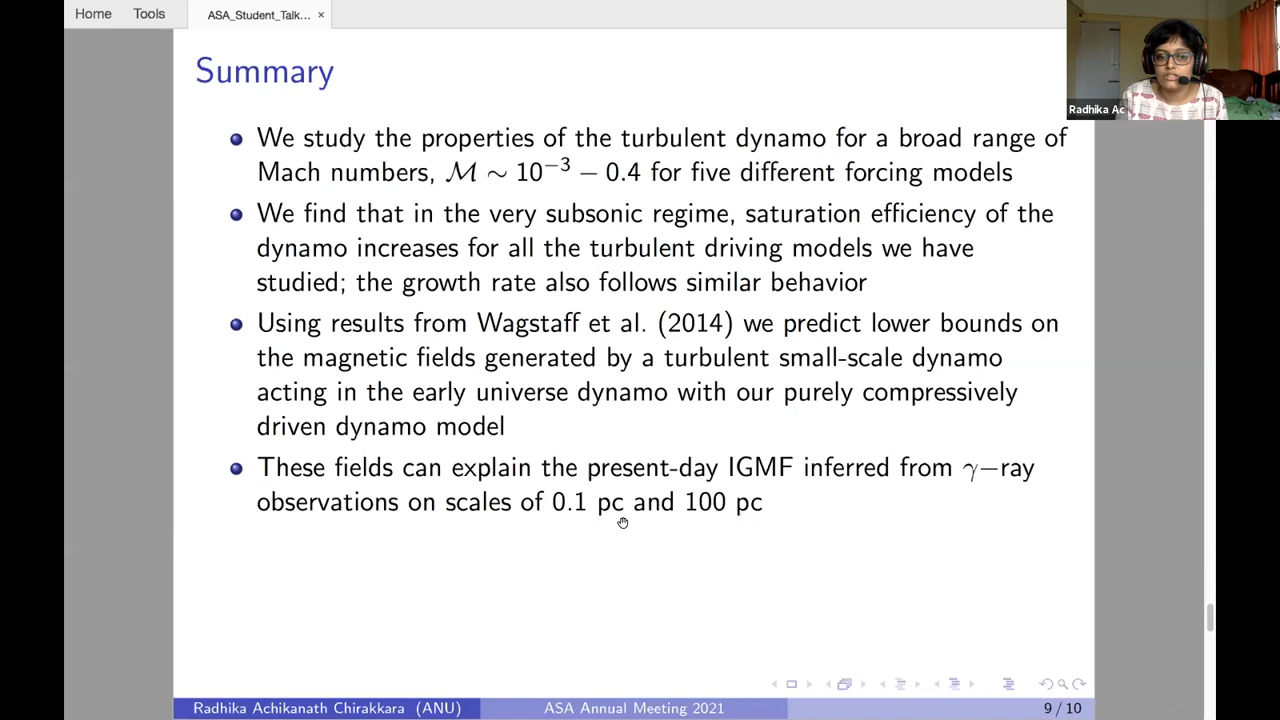 Home Tools ASA_Student_Talk... ×
Summary
We study the properties of the turbulent dynamo for a broad range of
Mach numbers, ℳ ∼ 10⁻³ − 0.4 for five different forcing models
We find that in the very subsonic regime, saturation efficiency of the
dynamo increases for all the turbulent driving models we have
studied; the growth rate also follows similar behavior
Using results from Wagstaff et al. (2014) we predict lower bounds on
the magnetic fields generated by a turbulent small-scale dynamo
acting in the early universe dynamo with our purely compressively
driven dynamo model
These fields can explain the present-day IGMF inferred from γ−ray
observations on scales of 0.1 pc and 100 pc
Radhika Achikanath Chirakkara (ANU) ASA Annual Meeting 2021 9 / 10
Radhika Ac